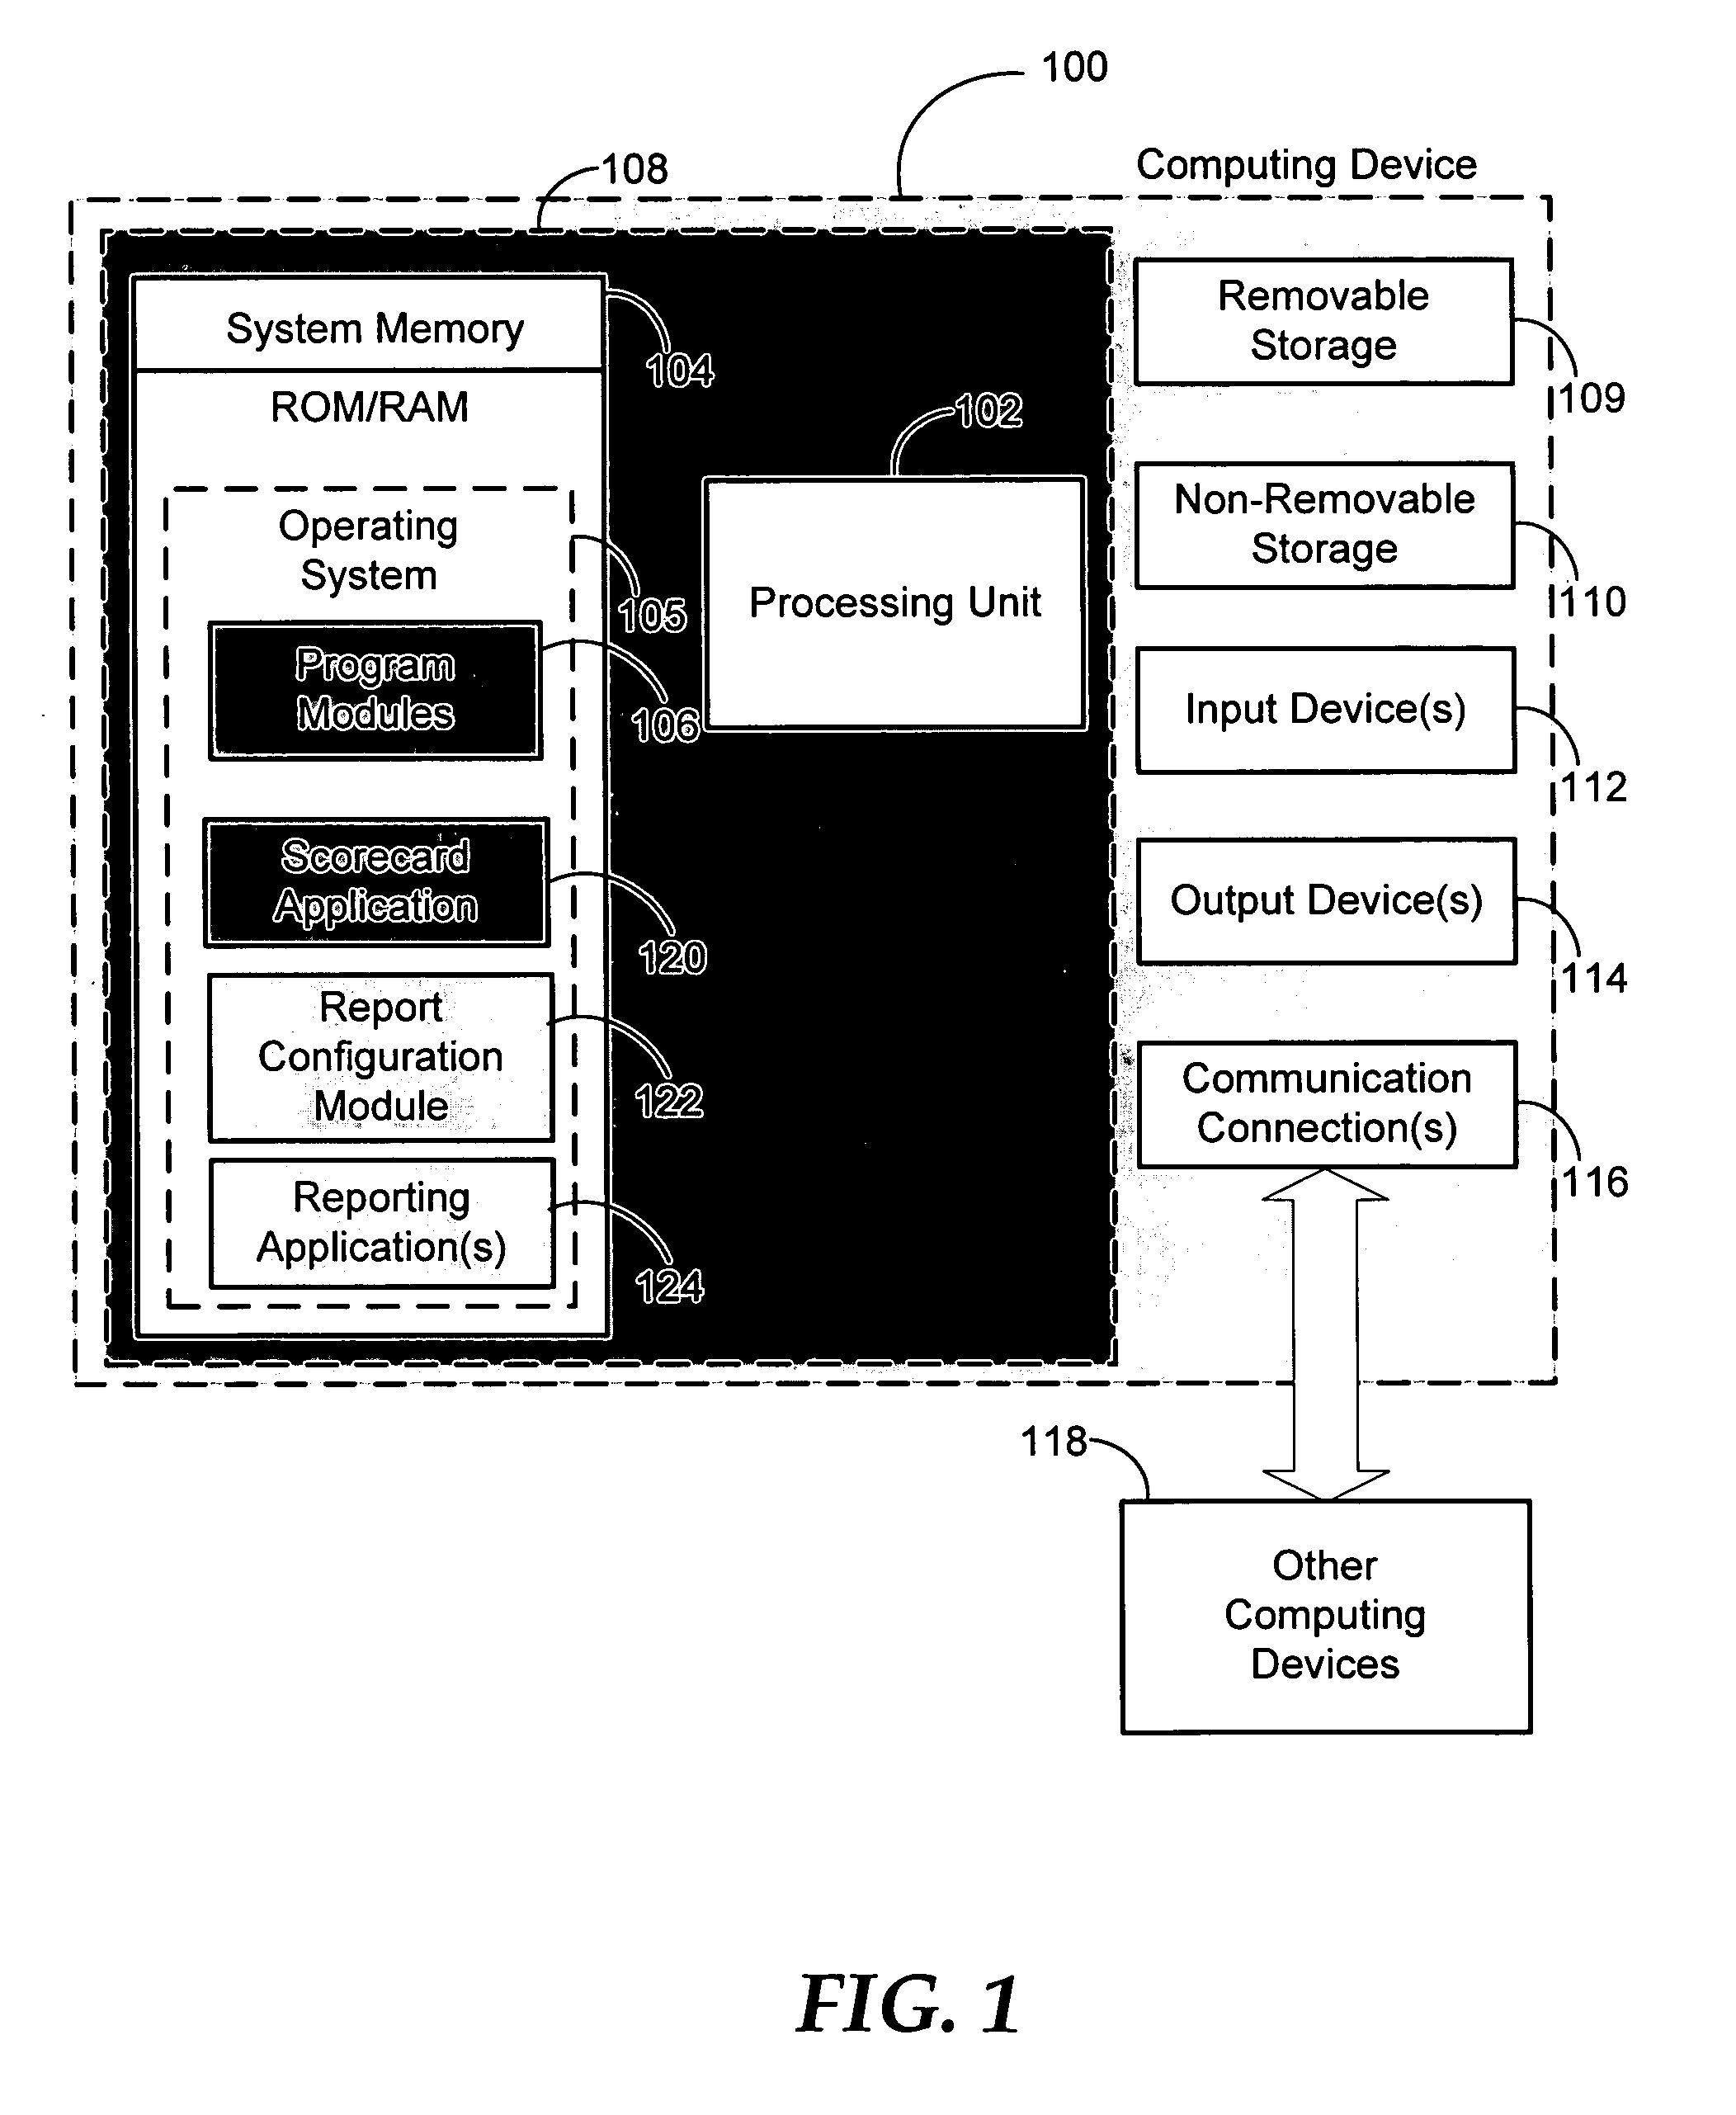 100
108
Computing Device
System Memory
104
ROM/RAM
Operating
System
105
Program
Modules
106
Scorecard
Application
120
Report
Configuration
Module
122
Reporting
Application(s)
124
102
Processing Unit
Removable
Storage
109
Non-Removable
Storage
110
Input Device(s)
112
Output Device(s)
114
Communication
Connection(s)
116
118
Other
Computing
Devices
FIG. 1